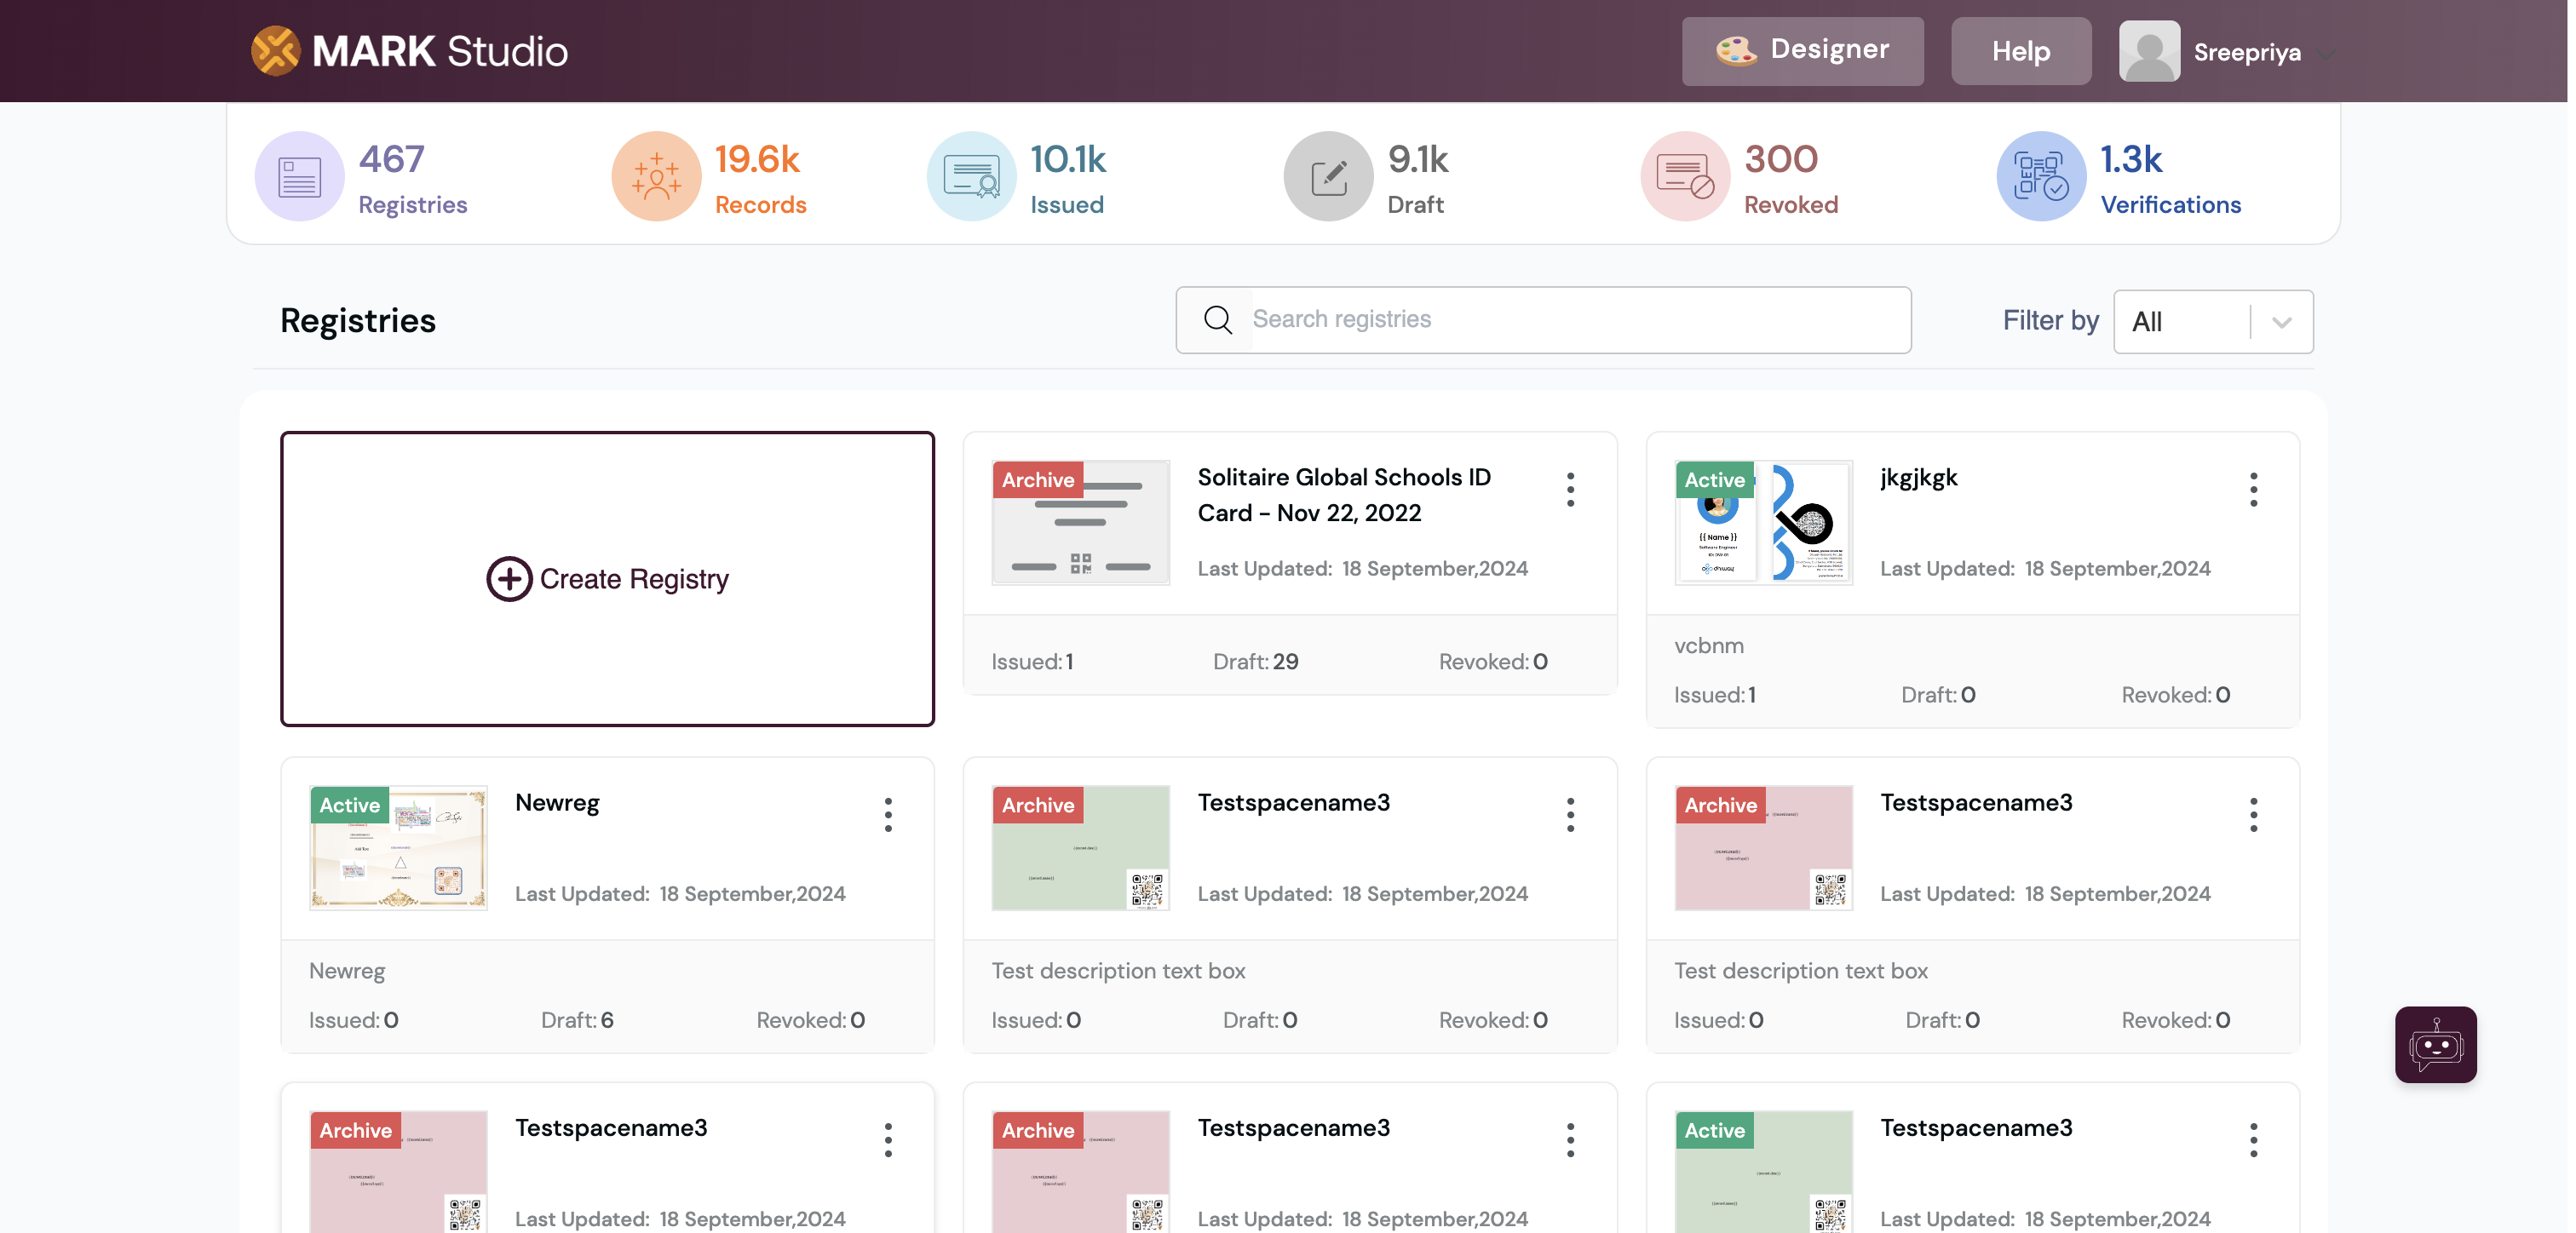 MARK Studio
Designer
Help
Sreepriya
467
Registries
19.6k
Records
10.1k
Issued
9.1k
Draft
300
Revoked
1.3k
Verifications
Registries
Search registries
Filter by
All
Create Registry
Archive
Solitaire Global Schools ID
Card - Nov 22, 2022
Last Updated: 18 September,2024
Issued: 1
Draft: 29
Revoked: 0
Active
{{ Name }}
Software Engineer
jkgjkgk
Last Updated: 18 September,2024
vcbnm
Issued: 1
Draft: 0
Revoked: 0
Active
Add Text
Newreg
Last Updated: 18 September,2024
Newreg
Issued: 0
Draft: 6
Revoked: 0
Archive
Testspacename3
Last Updated: 18 September,2024
Test description text box
Issued: 0
Draft: 0
Revoked: 0
Archive
Testspacename3
Last Updated: 18 September,2024
Test description text box
Issued: 0
Draft: 0
Revoked: 0
Archive
Testspacename3
Last Updated: 18 September,2024
Archive
Testspacename3
Last Updated: 18 September,2024
Active
Testspacename3
Last Updated: 18 September,2024